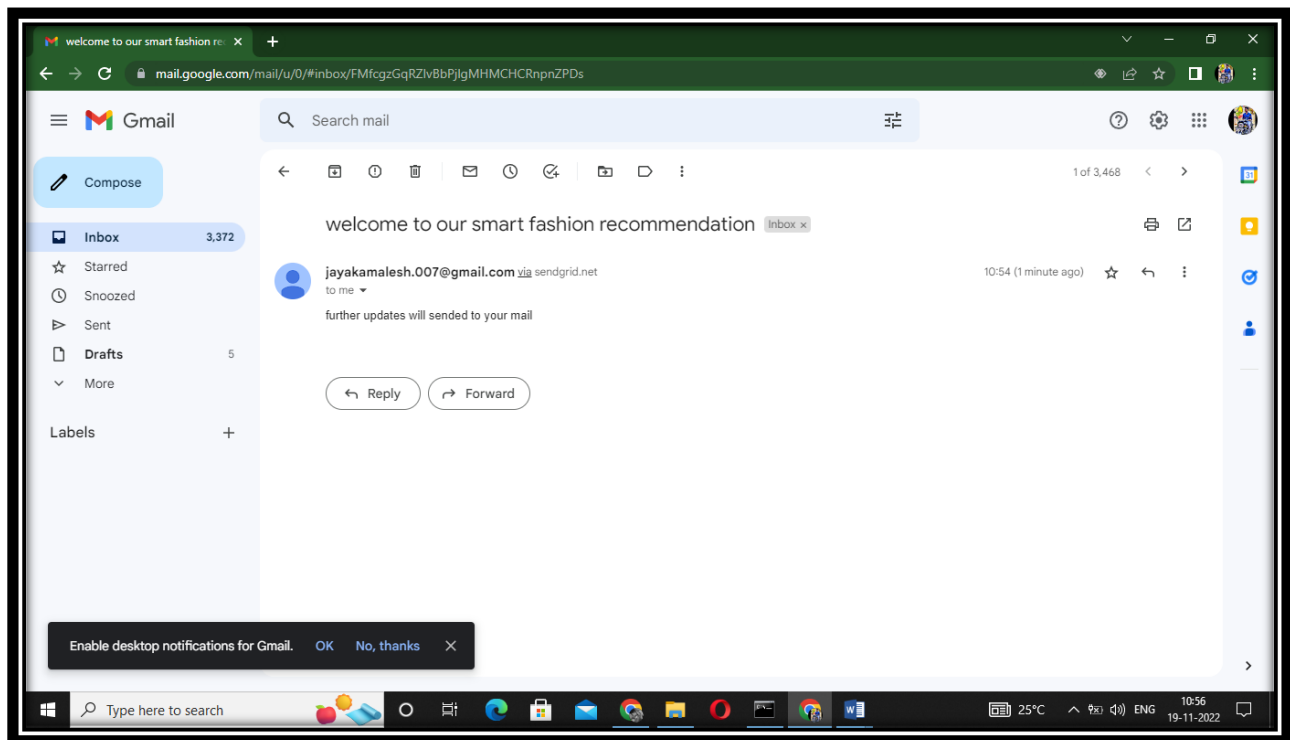 welcome to our smart fashion re
mail.google.com/mail/u/0/#inbox/FMfcgzGqRZlvBbPjlgMHMCHCRnpnZPDs
Gmail
Search mail
Compose
1 of 3,468
31
welcome to our smart fashion recommendation Inbox x
Inbox 3,372
Starred
Snoozed
Sent
Drafts 5
More
Labels
jayakamalesh.007@gmail.com via sendgrid.net
10:54 (1 minute ago)
to me
further updates will sended to your mail
Reply Forward
Enable desktop notifications for Gmail. OK No, thanks
Type here to search
25°C ENG
10:56
19-11-2022